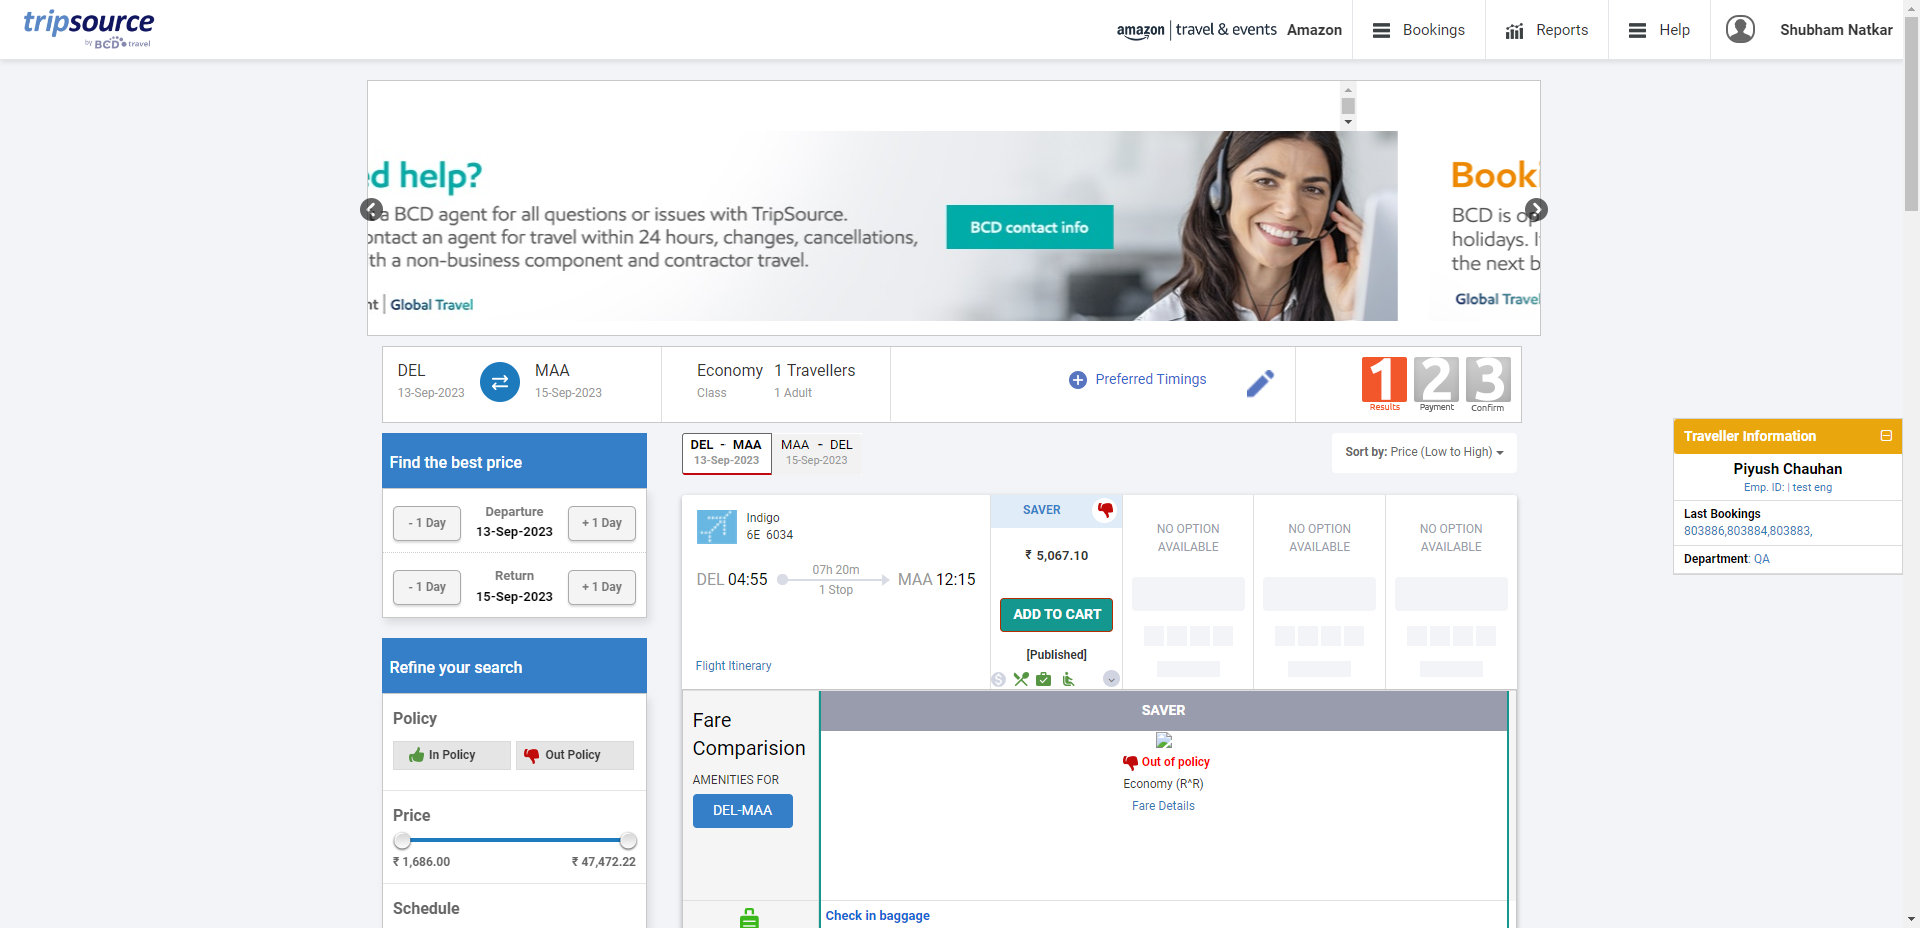 tripsource
by BCD travel
amazon | travel & events Amazon
Bookings
Reports
Help
Shubham Natkar
ed help?
a BCD agent for all questions or issues with TripSource.
ontact an agent for travel within 24 hours, changes, cancellations,
th a non-business component and contractor travel.
BCD contact info
nt | Global Travel
Booki
BCD is op
holidays. I
the next b
Global Travel
DEL
13-Sep-2023
MAA
15-Sep-2023
Economy
Class
1 Travellers
1 Adult
Preferred Timings
1 2 3
Results Payment Confirm
Find the best price
Departure
- 1 Day 13-Sep-2023 + 1 Day
Return
- 1 Day 15-Sep-2023 + 1 Day
Refine your search
Policy
In Policy Out Policy
Price
₹ 1,686.00 ₹ 47,472.22
Schedule
DEL - MAA
13-Sep-2023
MAA - DEL
15-Sep-2023
Sort by: Price (Low to High)
Indigo
6E 6034
DEL 04:55
07h 20m
1 Stop
MAA 12:15
Flight Itinerary
SAVER
₹ 5,067.10
ADD TO CART
[Published]
NO OPTION
AVAILABLE
NO OPTION
AVAILABLE
NO OPTION
AVAILABLE
Fare
Comparision
AMENITIES FOR
DEL-MAA
SAVER
Out of policy
Economy (R^R)
Fare Details
Check in baggage
Traveller Information
Piyush Chauhan
Emp. ID: | test eng
Last Bookings
803886,803884,803883,
Department: QA